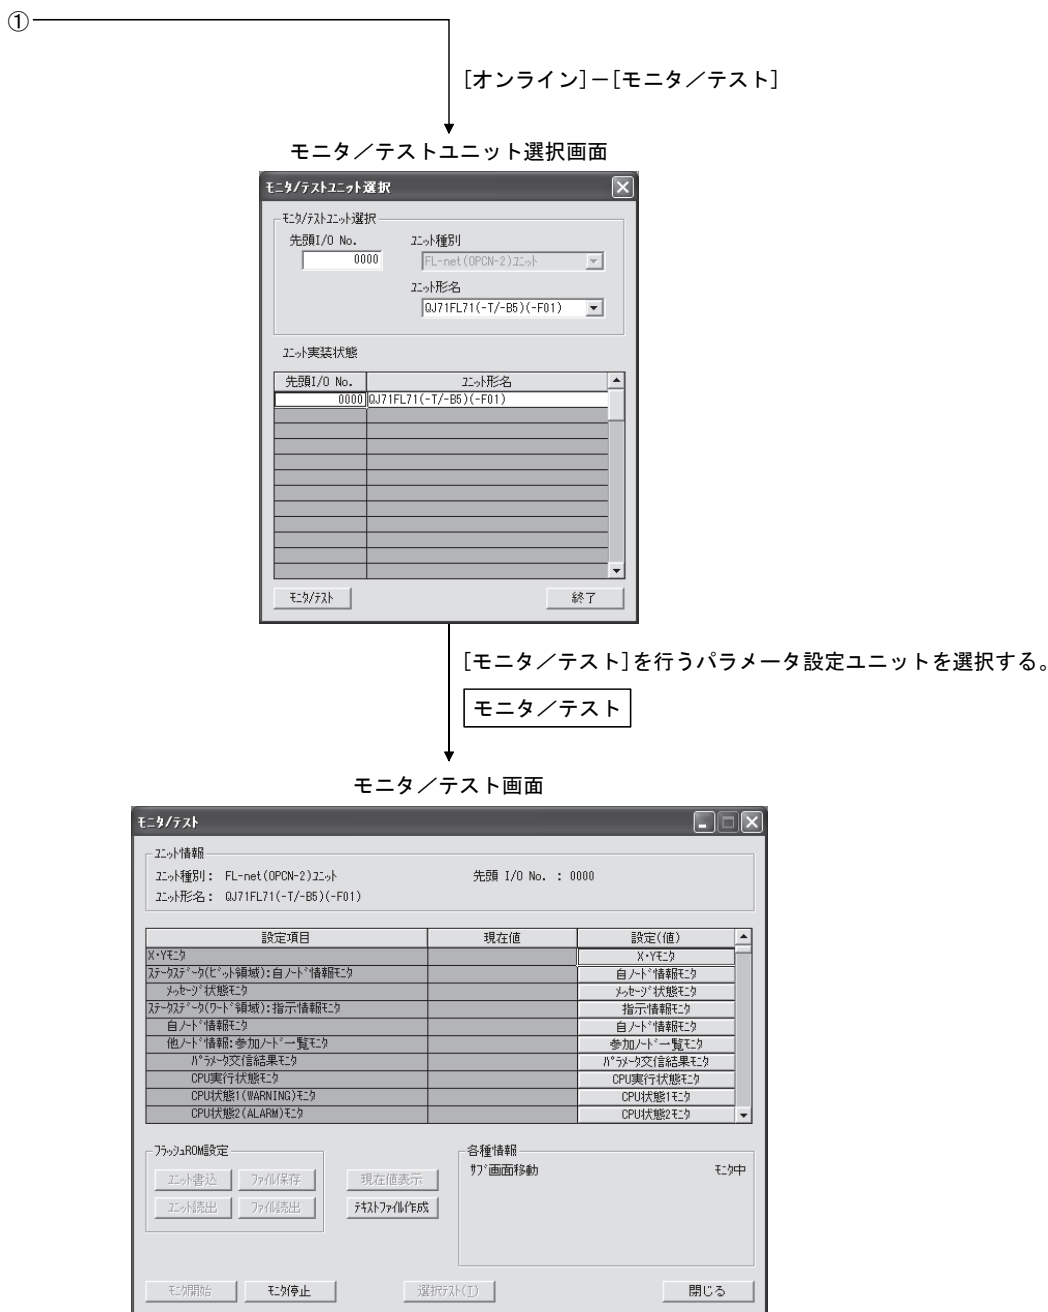 ①
[オンライン]－[モニタ／テスト]
モニタ／テストユニット選択画面
ﾓﾆﾀ/ﾃｽﾄﾕﾆｯﾄ選択
ﾓﾆﾀ/ﾃｽﾄﾕﾆｯﾄ選択
先頭I/O No.
ﾕﾆｯﾄ種別
0000
FL-net(OPCN-2)ﾕﾆｯﾄ
ﾕﾆｯﾄ形名
QJ71FL71(-T/-B5)(-F01)
ﾕﾆｯﾄ実装状態
先頭I/O No. ﾕﾆｯﾄ形名
0000 QJ71FL71(-T/-B5)(-F01)
ﾓﾆﾀ/ﾃｽﾄ 終了
[モニタ／テスト]を行うパラメータ設定ユニットを選択する。
モニタ／テスト
モニタ／テスト画面
ﾓﾆﾀ/ﾃｽﾄ
ﾕﾆｯﾄ情報
ﾕﾆｯﾄ種別: FL-net(OPCN-2)ﾕﾆｯﾄ 先頭 I/O No. : 0000
ﾕﾆｯﾄ形名: QJ71FL71(-T/-B5)(-F01)
設定項目 現在値 設定(値)
X･Yﾓﾆﾀ X･Yﾓﾆﾀ
ｽﾃｰﾀｽﾃﾞｰﾀ(ﾋﾞｯﾄ領域):自ﾉｰﾄﾞ情報ﾓﾆﾀ 自ﾉｰﾄﾞ情報ﾓﾆﾀ
ﾒｯｾｰｼﾞ状態ﾓﾆﾀ ﾒｯｾｰｼﾞ状態ﾓﾆﾀ
ｽﾃｰﾀｽﾃﾞｰﾀ(ﾜｰﾄﾞ領域):指示情報ﾓﾆﾀ 指示情報ﾓﾆﾀ
自ﾉｰﾄﾞ情報ﾓﾆﾀ 自ﾉｰﾄﾞ情報ﾓﾆﾀ
他ﾉｰﾄﾞ情報:参加ﾉｰﾄﾞ一覧ﾓﾆﾀ 参加ﾉｰﾄﾞ一覧ﾓﾆﾀ
ﾊﾟﾗﾒｰﾀ交信結果ﾓﾆﾀ ﾊﾟﾗﾒｰﾀ交信結果ﾓﾆﾀ
CPU実行状態ﾓﾆﾀ CPU実行状態ﾓﾆﾀ
CPU状態1(WARNING)ﾓﾆﾀ CPU状態1ﾓﾆﾀ
CPU状態2(ALARM)ﾓﾆﾀ CPU状態2ﾓﾆﾀ
ﾌﾗｯｼｭROM設定 各種情報
ﾕﾆｯﾄ書込 ﾌｧｲﾙ保存 現在値表示 ｻﾌﾞ画面移動 ﾓﾆﾀ中
ﾕﾆｯﾄ読出 ﾌｧｲﾙ読出 ﾃｷｽﾄﾌｧｲﾙ作成
ﾓﾆﾀ開始 ﾓﾆﾀ停止 選択ﾃｽﾄ(T) 閉じる